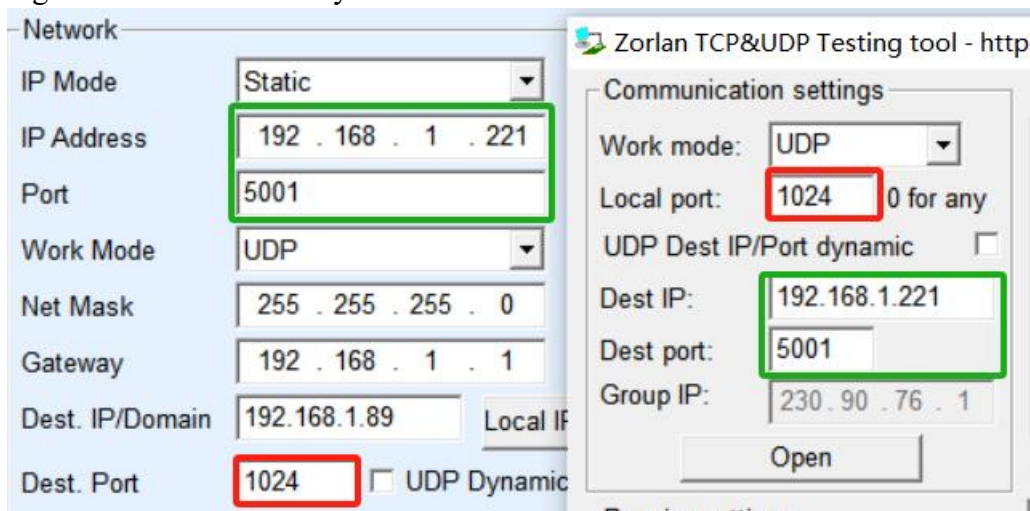 Network
IP Mode
Static
IP Address
192 . 168 . 1 . 221
Port
5001
Work Mode
UDP
Net Mask
255 . 255 . 255 . 0
Gateway
192 . 168 . 1 . 1
Dest. IP/Domain
192.168.1.89
Local
Dest. Port
1024
UDP Dynamic
Zorlan TCP&UDP Testing tool - http
Communication settings
Work mode:
UDP
Local port:
1024
0 for any
UDP Dest IP/Port dynamic
Dest IP:
192.168.1.221
Dest port:
5001
Group IP:
230 . 90 . 76 . 1
Open